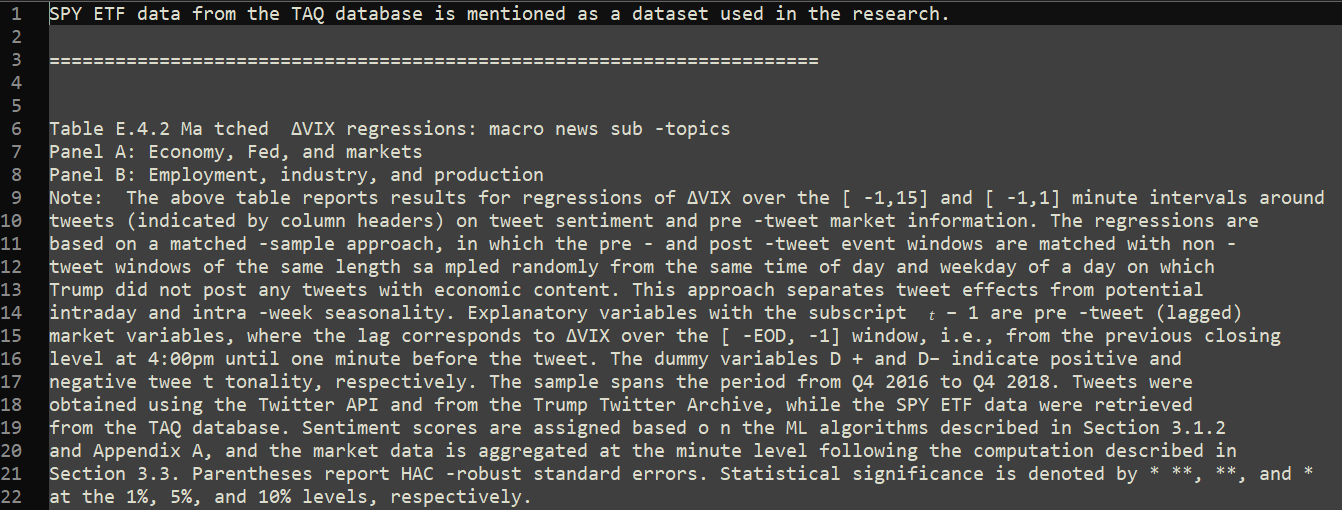 1 SPY ETF data from the TAQ database is mentioned as a dataset used in the research.
2
3 ======================================================================
4
5
6 Table E.4.2 Ma tched  ΔVIX regressions: macro news sub -topics
7 Panel A: Economy, Fed, and markets
8 Panel B: Employment, industry, and production
9 Note:  The above table reports results for regressions of ΔVIX over the [ -1,15] and [ -1,1] minute intervals around
10 tweets (indicated by column headers) on tweet sentiment and pre -tweet market information. The regressions are
11 based on a matched -sample approach, in which the pre - and post -tweet event windows are matched with non -
12 tweet windows of the same length sa mpled randomly from the same time of day and weekday of a day on which
13 Trump did not post any tweets with economic content. This approach separates tweet effects from potential
14 intraday and intra -week seasonality. Explanatory variables with the subscript  𝑡 − 1 are pre -tweet (lagged)
15 market variables, where the lag corresponds to ΔVIX over the [ -EOD, -1] window, i.e., from the previous closing
16 level at 4:00pm until one minute before the tweet. The dummy variables D + and D− indicate positive and
17 negative twee t tonality, respectively. The sample spans the period from Q4 2016 to Q4 2018. Tweets were
18 obtained using the Twitter API and from the Trump Twitter Archive, while the SPY ETF data were retrieved
19 from the TAQ database. Sentiment scores are assigned based o n the ML algorithms described in Section 3.1.2
20 and Appendix A, and the market data is aggregated at the minute level following the computation described in
21 Section 3.3. Parentheses report HAC -robust standard errors. Statistical significance is denoted by * **, **, and *
22 at the 1%, 5%, and 10% levels, respectively.